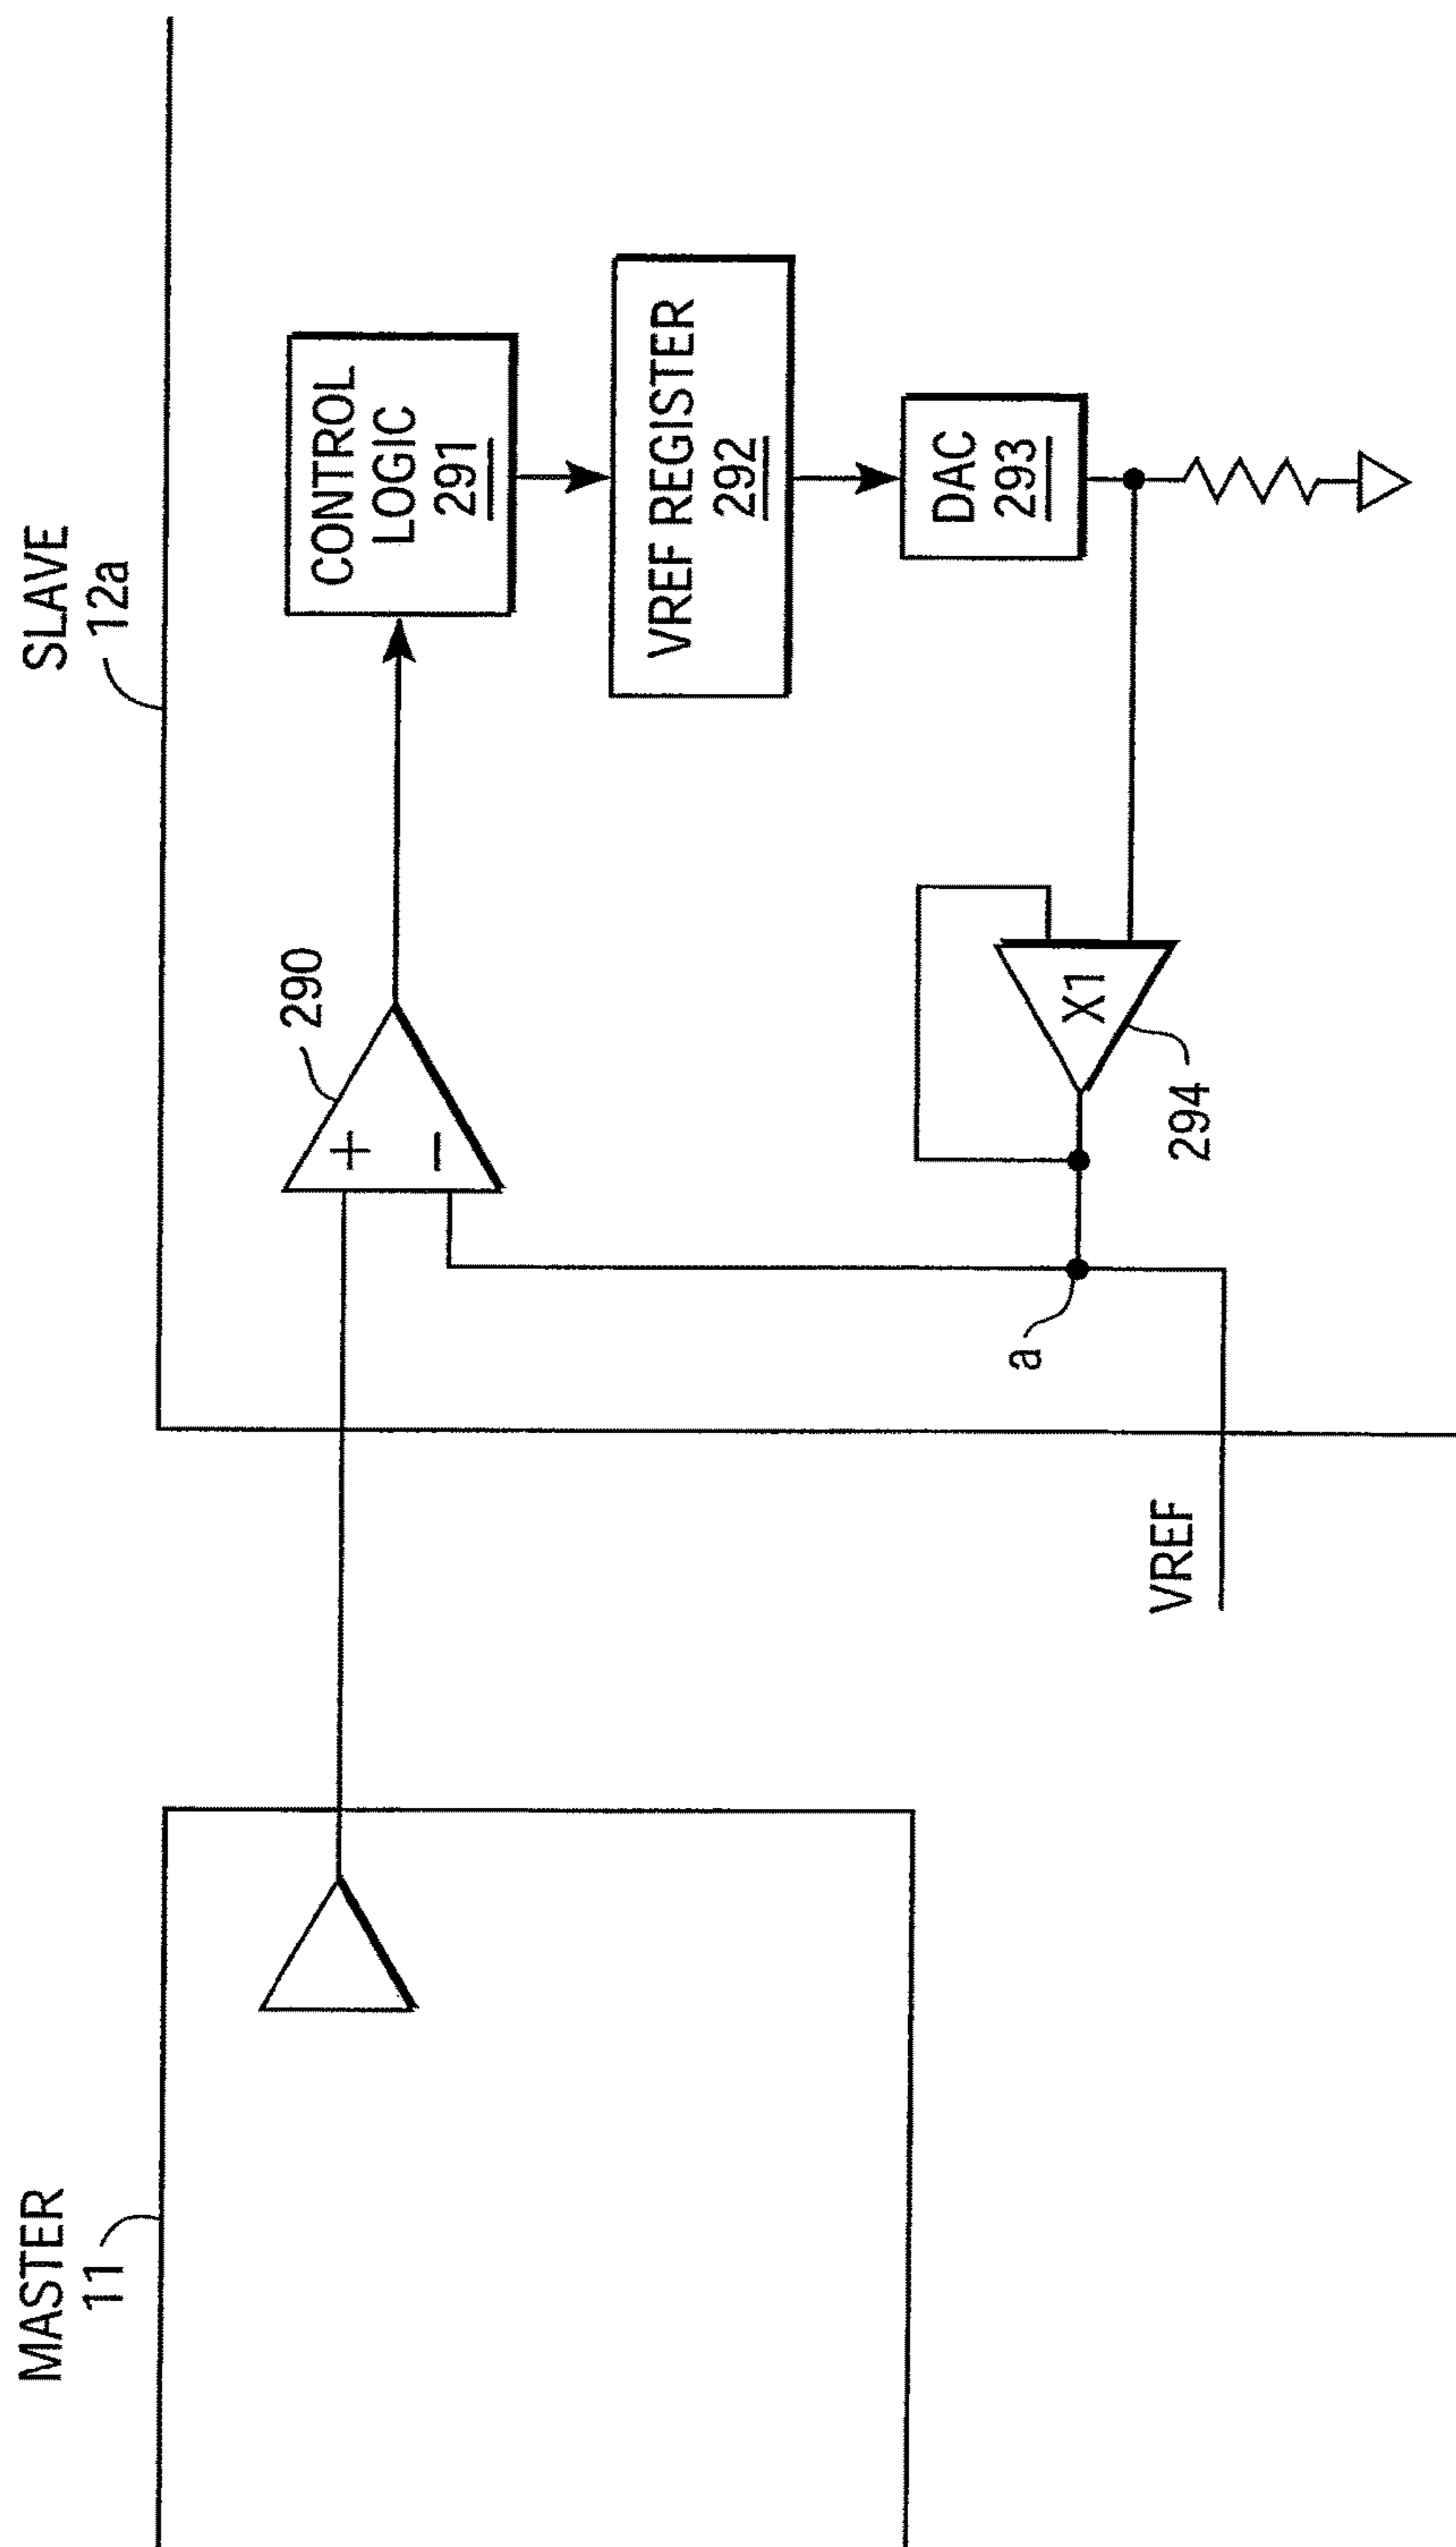 MASTER
11
SLAVE
12a
290
+
−
CONTROL
LOGIC
291
VREF REGISTER
292
DAC
293
X1
294
a
VREF